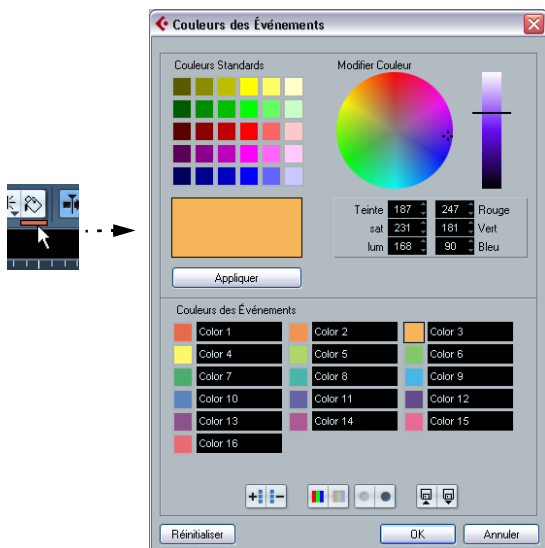 Couleurs des Événements
Couleurs Standards
Modifier Couleur
Teinte 187 247 Rouge
sat 231 181 Vert
lum 168 90 Bleu
Appliquer
Couleurs des Événements
Color 1 Color 2 Color 3
Color 4 Color 5 Color 6
Color 7 Color 8 Color 9
Color 10 Color 11 Color 12
Color 13 Color 14 Color 15
Color 16
Réinitialiser OK Annuler